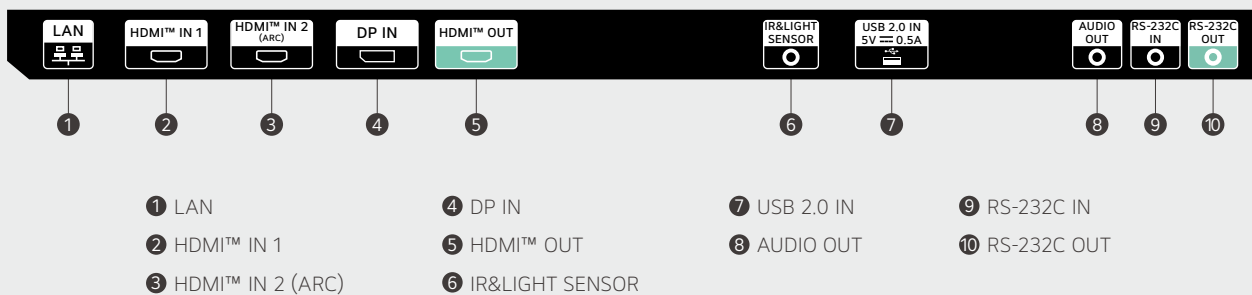 LAN
HDMI™ IN 1
HDMI™ IN 2
(ARC)
DP IN
HDMI™ OUT
IR&LIGHT
SENSOR
USB 2.0 IN
5V ⎓ 0.5A
AUDIO
OUT
RS-232C
IN
RS-232C
OUT
1
2
3
4
5
6
7
8
9
10
1 LAN
2 HDMI™ IN 1
3 HDMI™ IN 2 (ARC)
4 DP IN
5 HDMI™ OUT
6 IR&LIGHT SENSOR
7 USB 2.0 IN
8 AUDIO OUT
9 RS-232C IN
10 RS-232C OUT